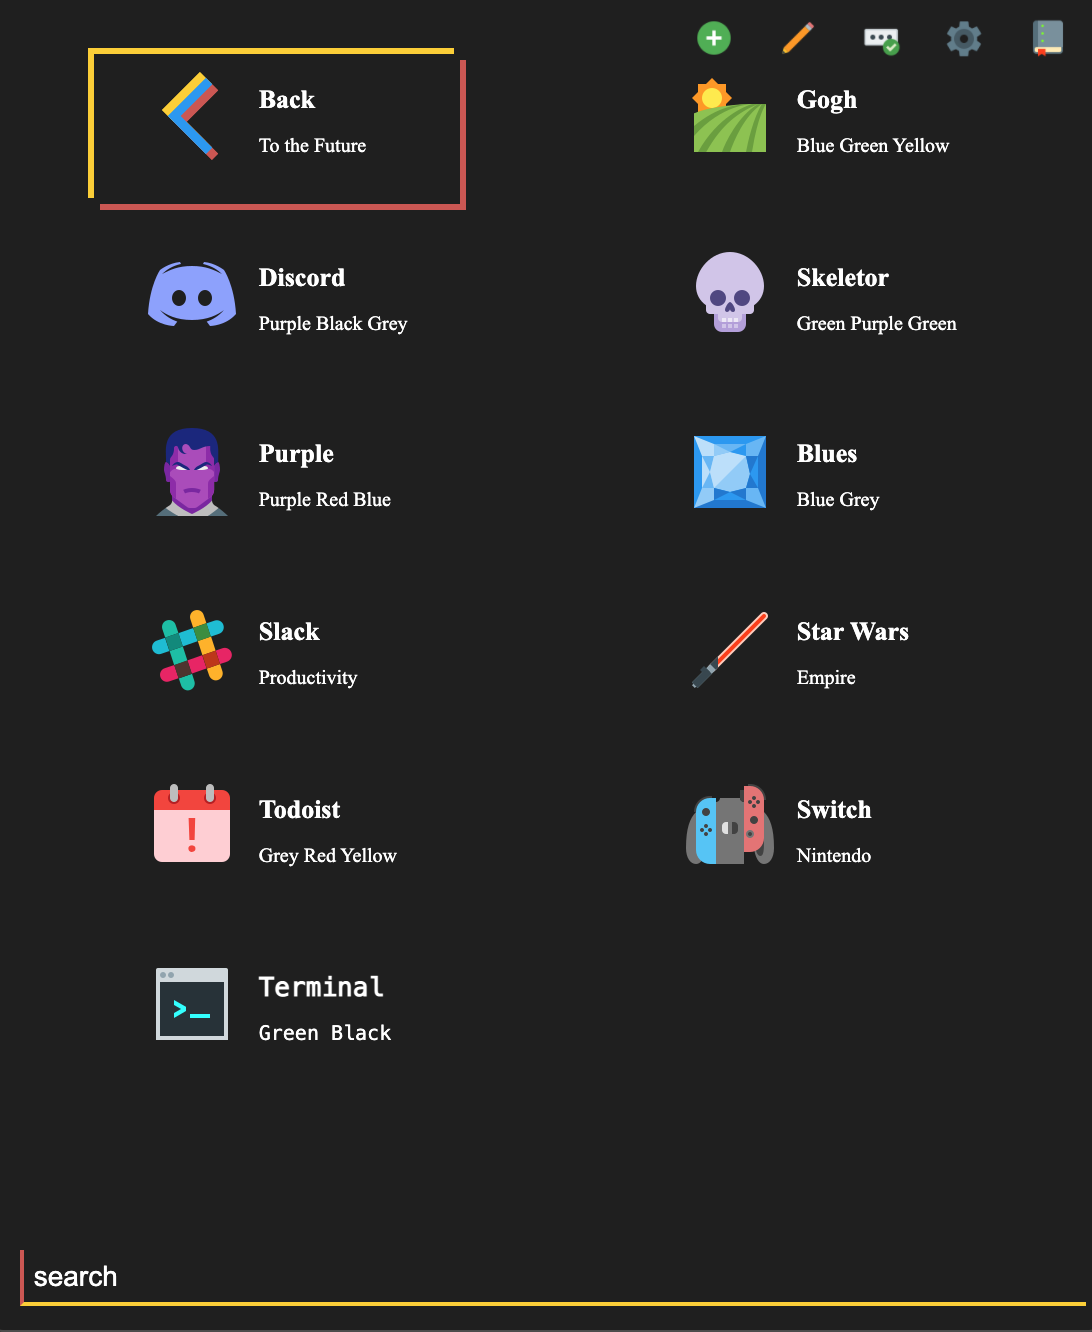 Back
To the Future
Gogh
Blue Green Yellow
Discord
Purple Black Grey
Skeletor
Green Purple Green
Purple
Purple Red Blue
Blues
Blue Grey
Slack
Productivity
Star Wars
Empire
Todoist
Grey Red Yellow
Switch
Nintendo
Terminal
Green Black
search